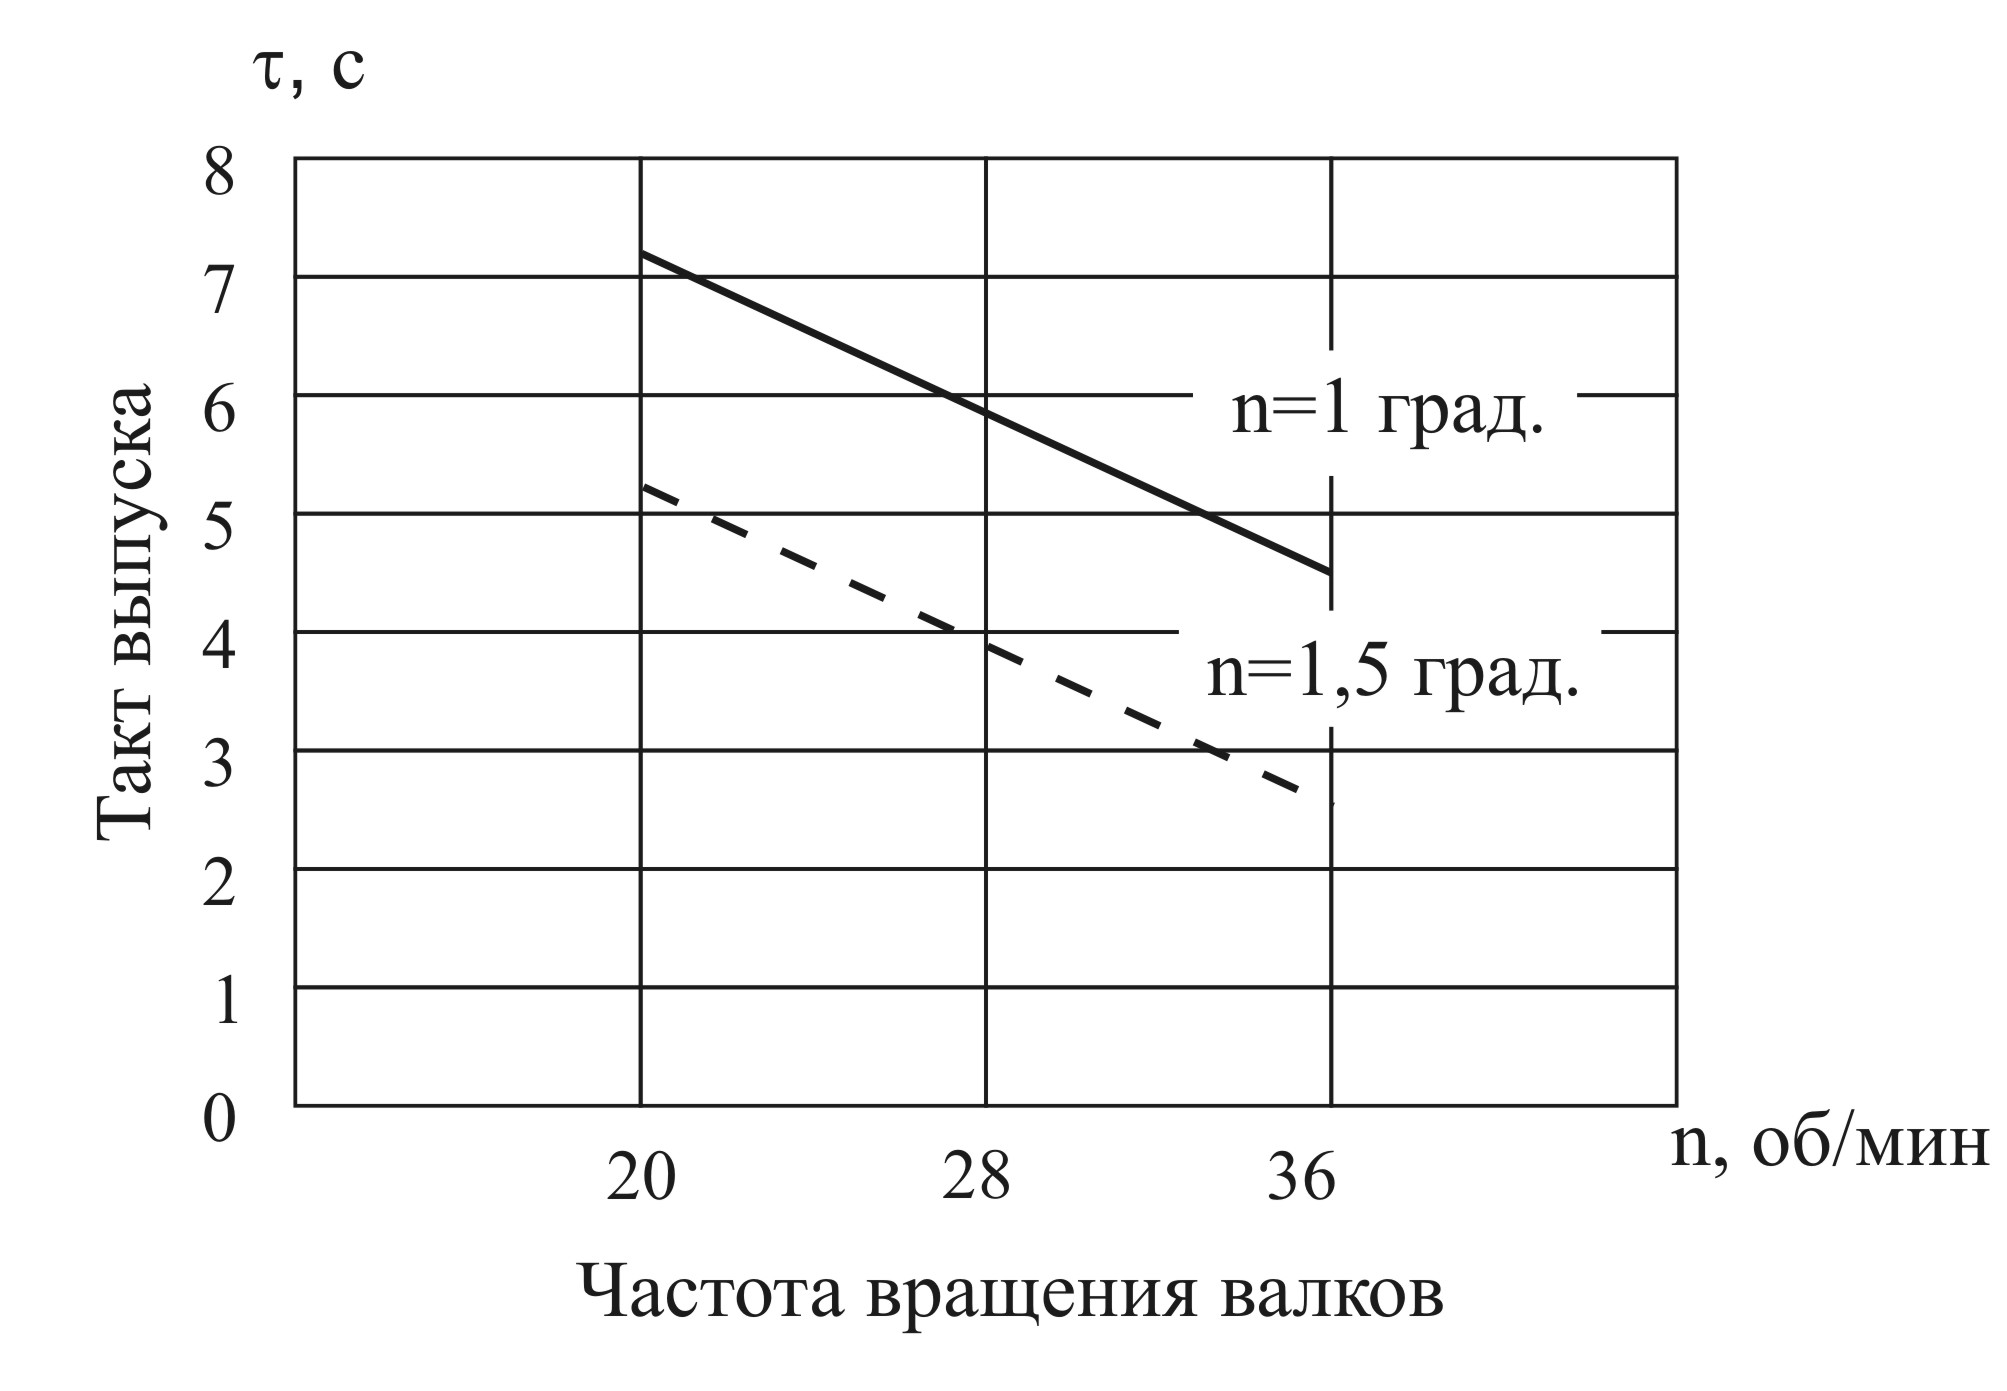 τ, с
8
7
6
5
4
3
2
1
0
Такт выпуска
n=1 град.
n=1,5 град.
20 28 36
n, об/мин
Частота вращения валков